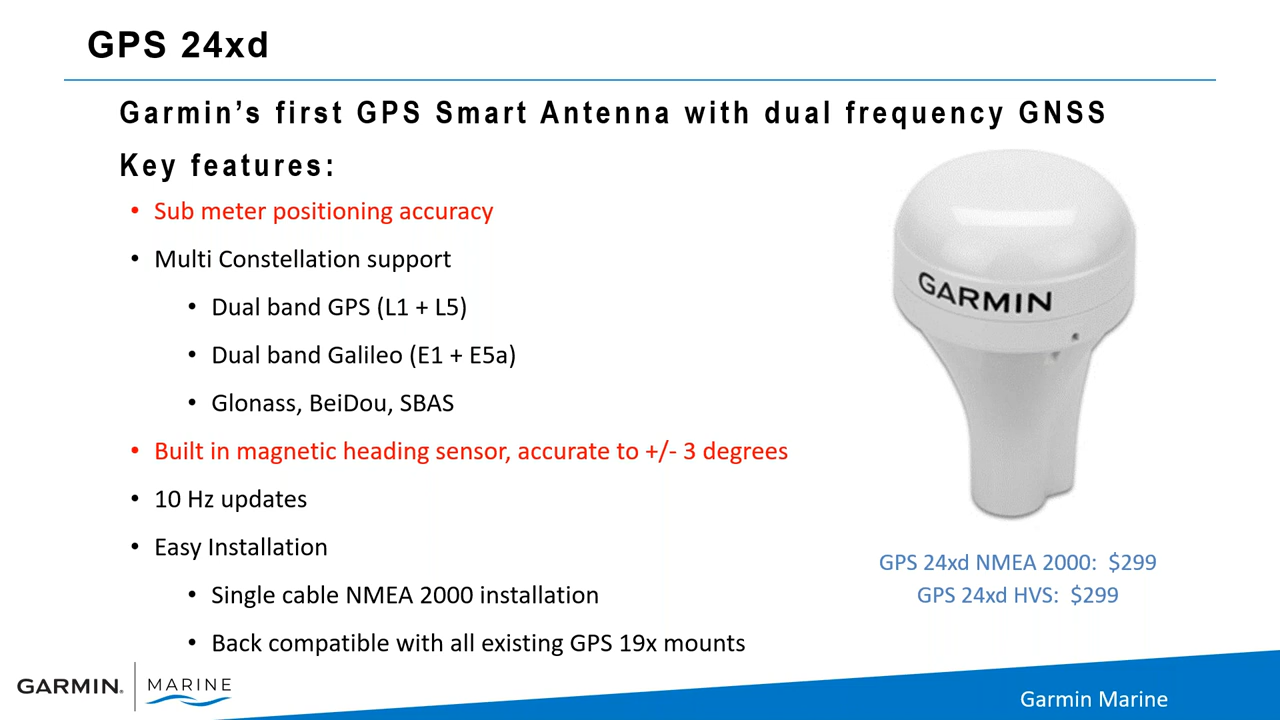 GPS 24xd
Garmin’s first GPS Smart Antenna with dual frequency GNSS
Key features:
• Sub meter positioning accuracy
• Multi Constellation support
• Dual band GPS (L1 + L5)
• Dual band Galileo (E1 + E5a)
• Glonass, BeiDou, SBAS
• Built in magnetic heading sensor, accurate to +/- 3 degrees
• 10 Hz updates
• Easy Installation
• Single cable NMEA 2000 installation
• Back compatible with all existing GPS 19x mounts
GARMIN
GPS 24xd NMEA 2000: $299
GPS 24xd HVS: $299
GARMIN. MARINE
Garmin Marine